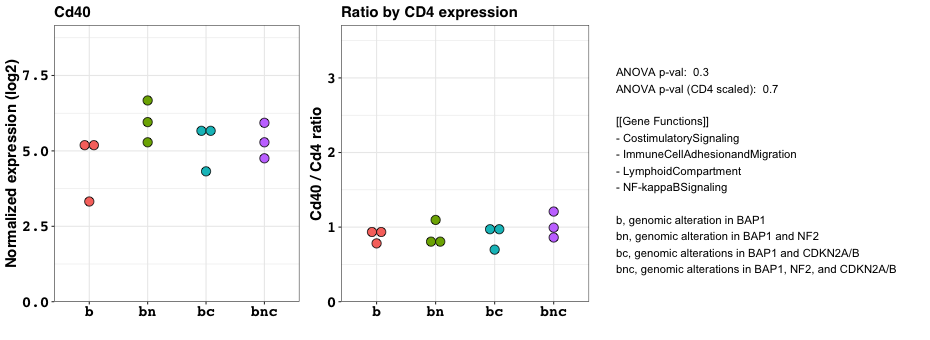 Cd40
Normalized expression (log2)
7.5
5.0
2.5
0.0
b bn bc bnc
Ratio by CD4 expression
Cd40 / Cd4 ratio
3
2
1
0
b bn bc bnc
ANOVA p-val:  0.3
ANOVA p-val (CD4 scaled):  0.7
[[Gene Functions]]
- CostimulatorySignaling
- ImmuneCellAdhesionandMigration
- LymphoidCompartment
- NF-kappaBSignaling
b, genomic alteration in BAP1
bn, genomic alteration in BAP1 and NF2
bc, genomic alterations in BAP1 and CDKN2A/B
bnc, genomic alterations in BAP1, NF2, and CDKN2A/B